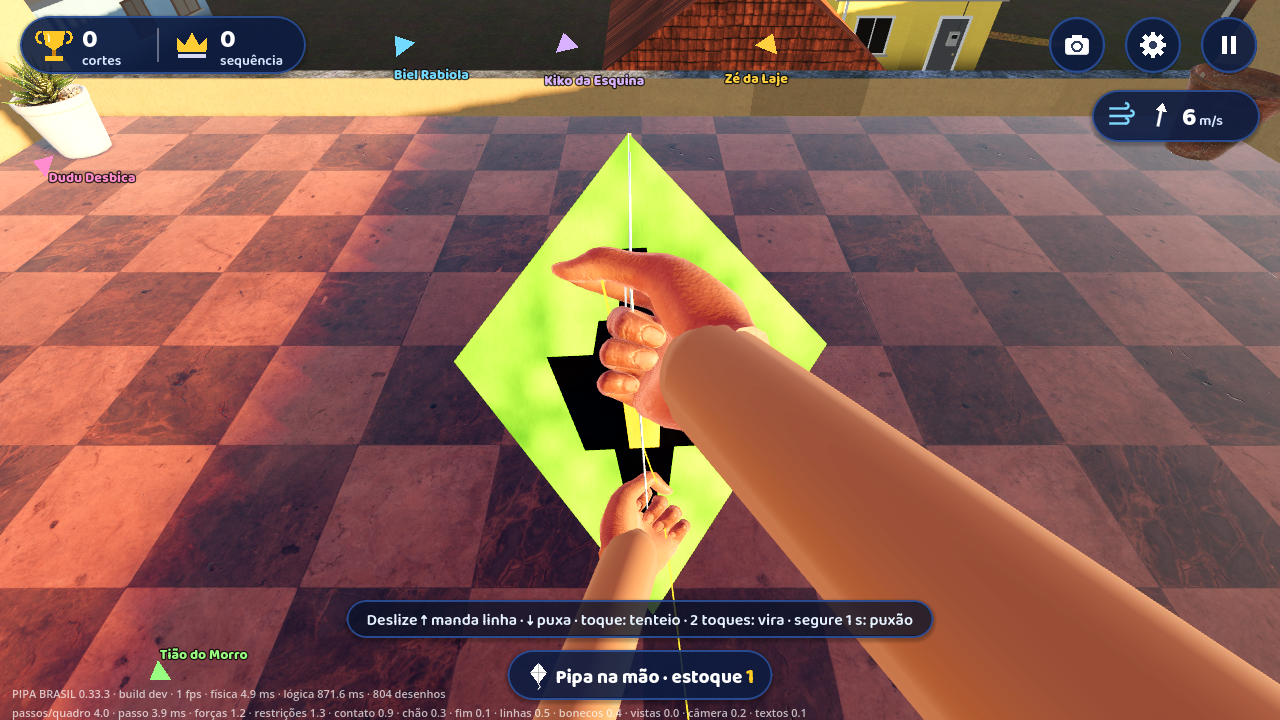 0
cortes
0
sequência
Biel Rabiola
Kiko da Esquina
Zé da Laje
6 m/s
Dudu Desbica
Deslize ↑ manda linha · ↓ puxa · toque: tenteio · 2 toques: vira · segure 1 s: puxão
Tião do Morro
Pipa na mão · estoque 1
PIPA BRASIL 0.33.3 · build dev · 1 fps · física 4.9 ms · lógica 871.6 ms · 804 desenhos
passos/quadro 4.0 · passo 3.9 ms · forças 1.2 · restrições 1.3 · contato 0.9 · chão 0.3 · fim 0.1 · linhas 0.5 · bonecos 0.4 · vistas 0.0 · câmera 0.2 · textos 0.1